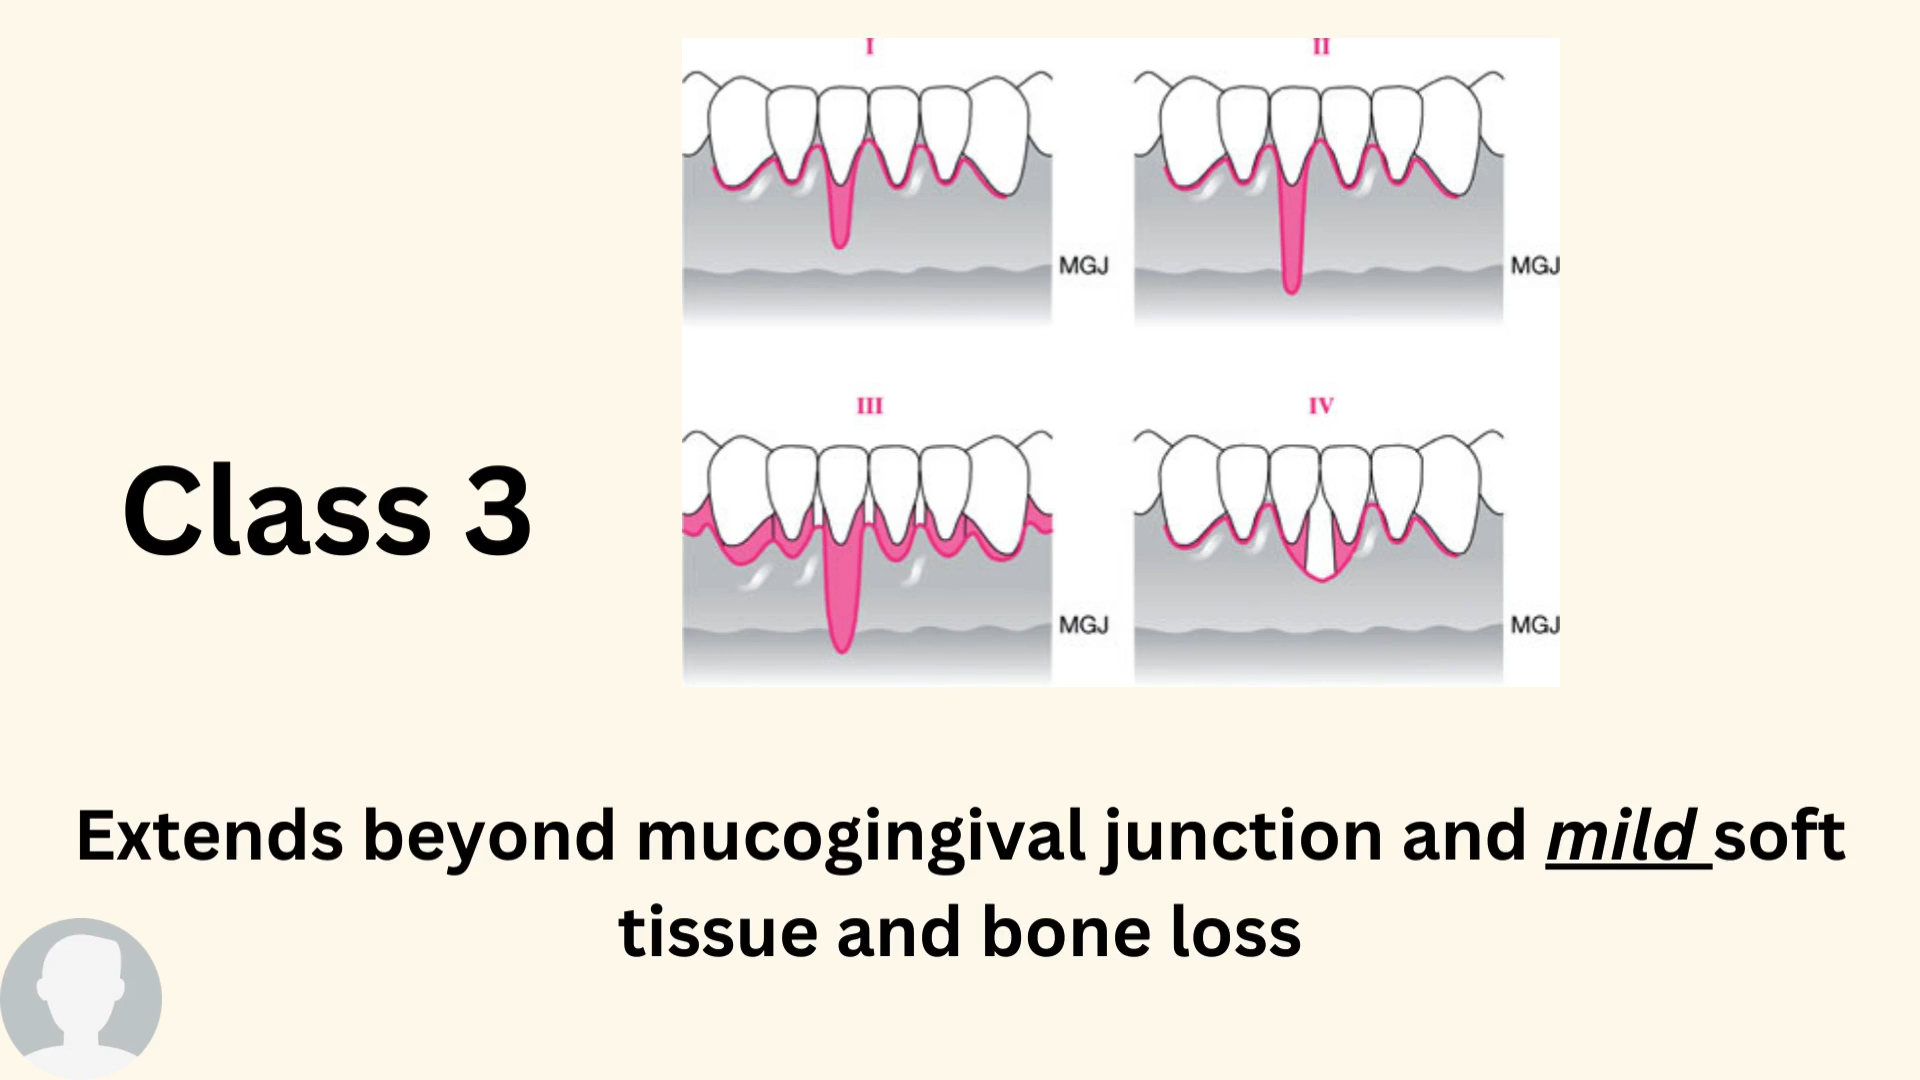 I
II
MGJ
MGJ
III
IV
Class 3
MGJ
MGJ
Extends beyond mucogingival junction and mild soft
tissue and bone loss